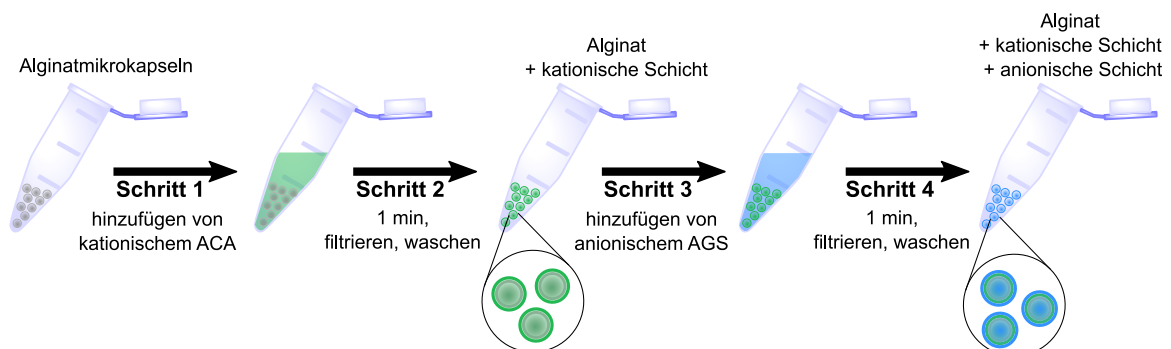 Alginatmikrokapseln
Schritt 1
hinzufügen von
kationischem ACA
Schritt 2
1 min,
filtrieren, waschen
Alginat
+ kationische Schicht
Schritt 3
hinzufügen von
anionischem AGS
Schritt 4
1 min,
filtrieren, waschen
Alginat
+ kationische Schicht
+ anionische Schicht